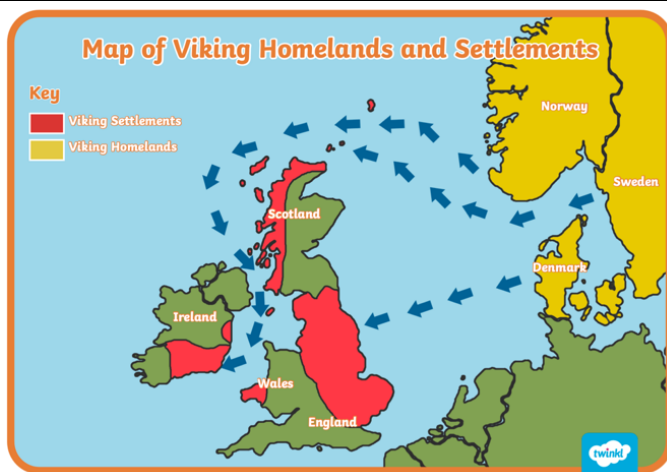 Map of Viking Homelands and Settlements
Key
Viking Settlements
Viking Homelands
Norway
Sweden
Scotland
Denmark
Ireland
Wales
England
twinkl